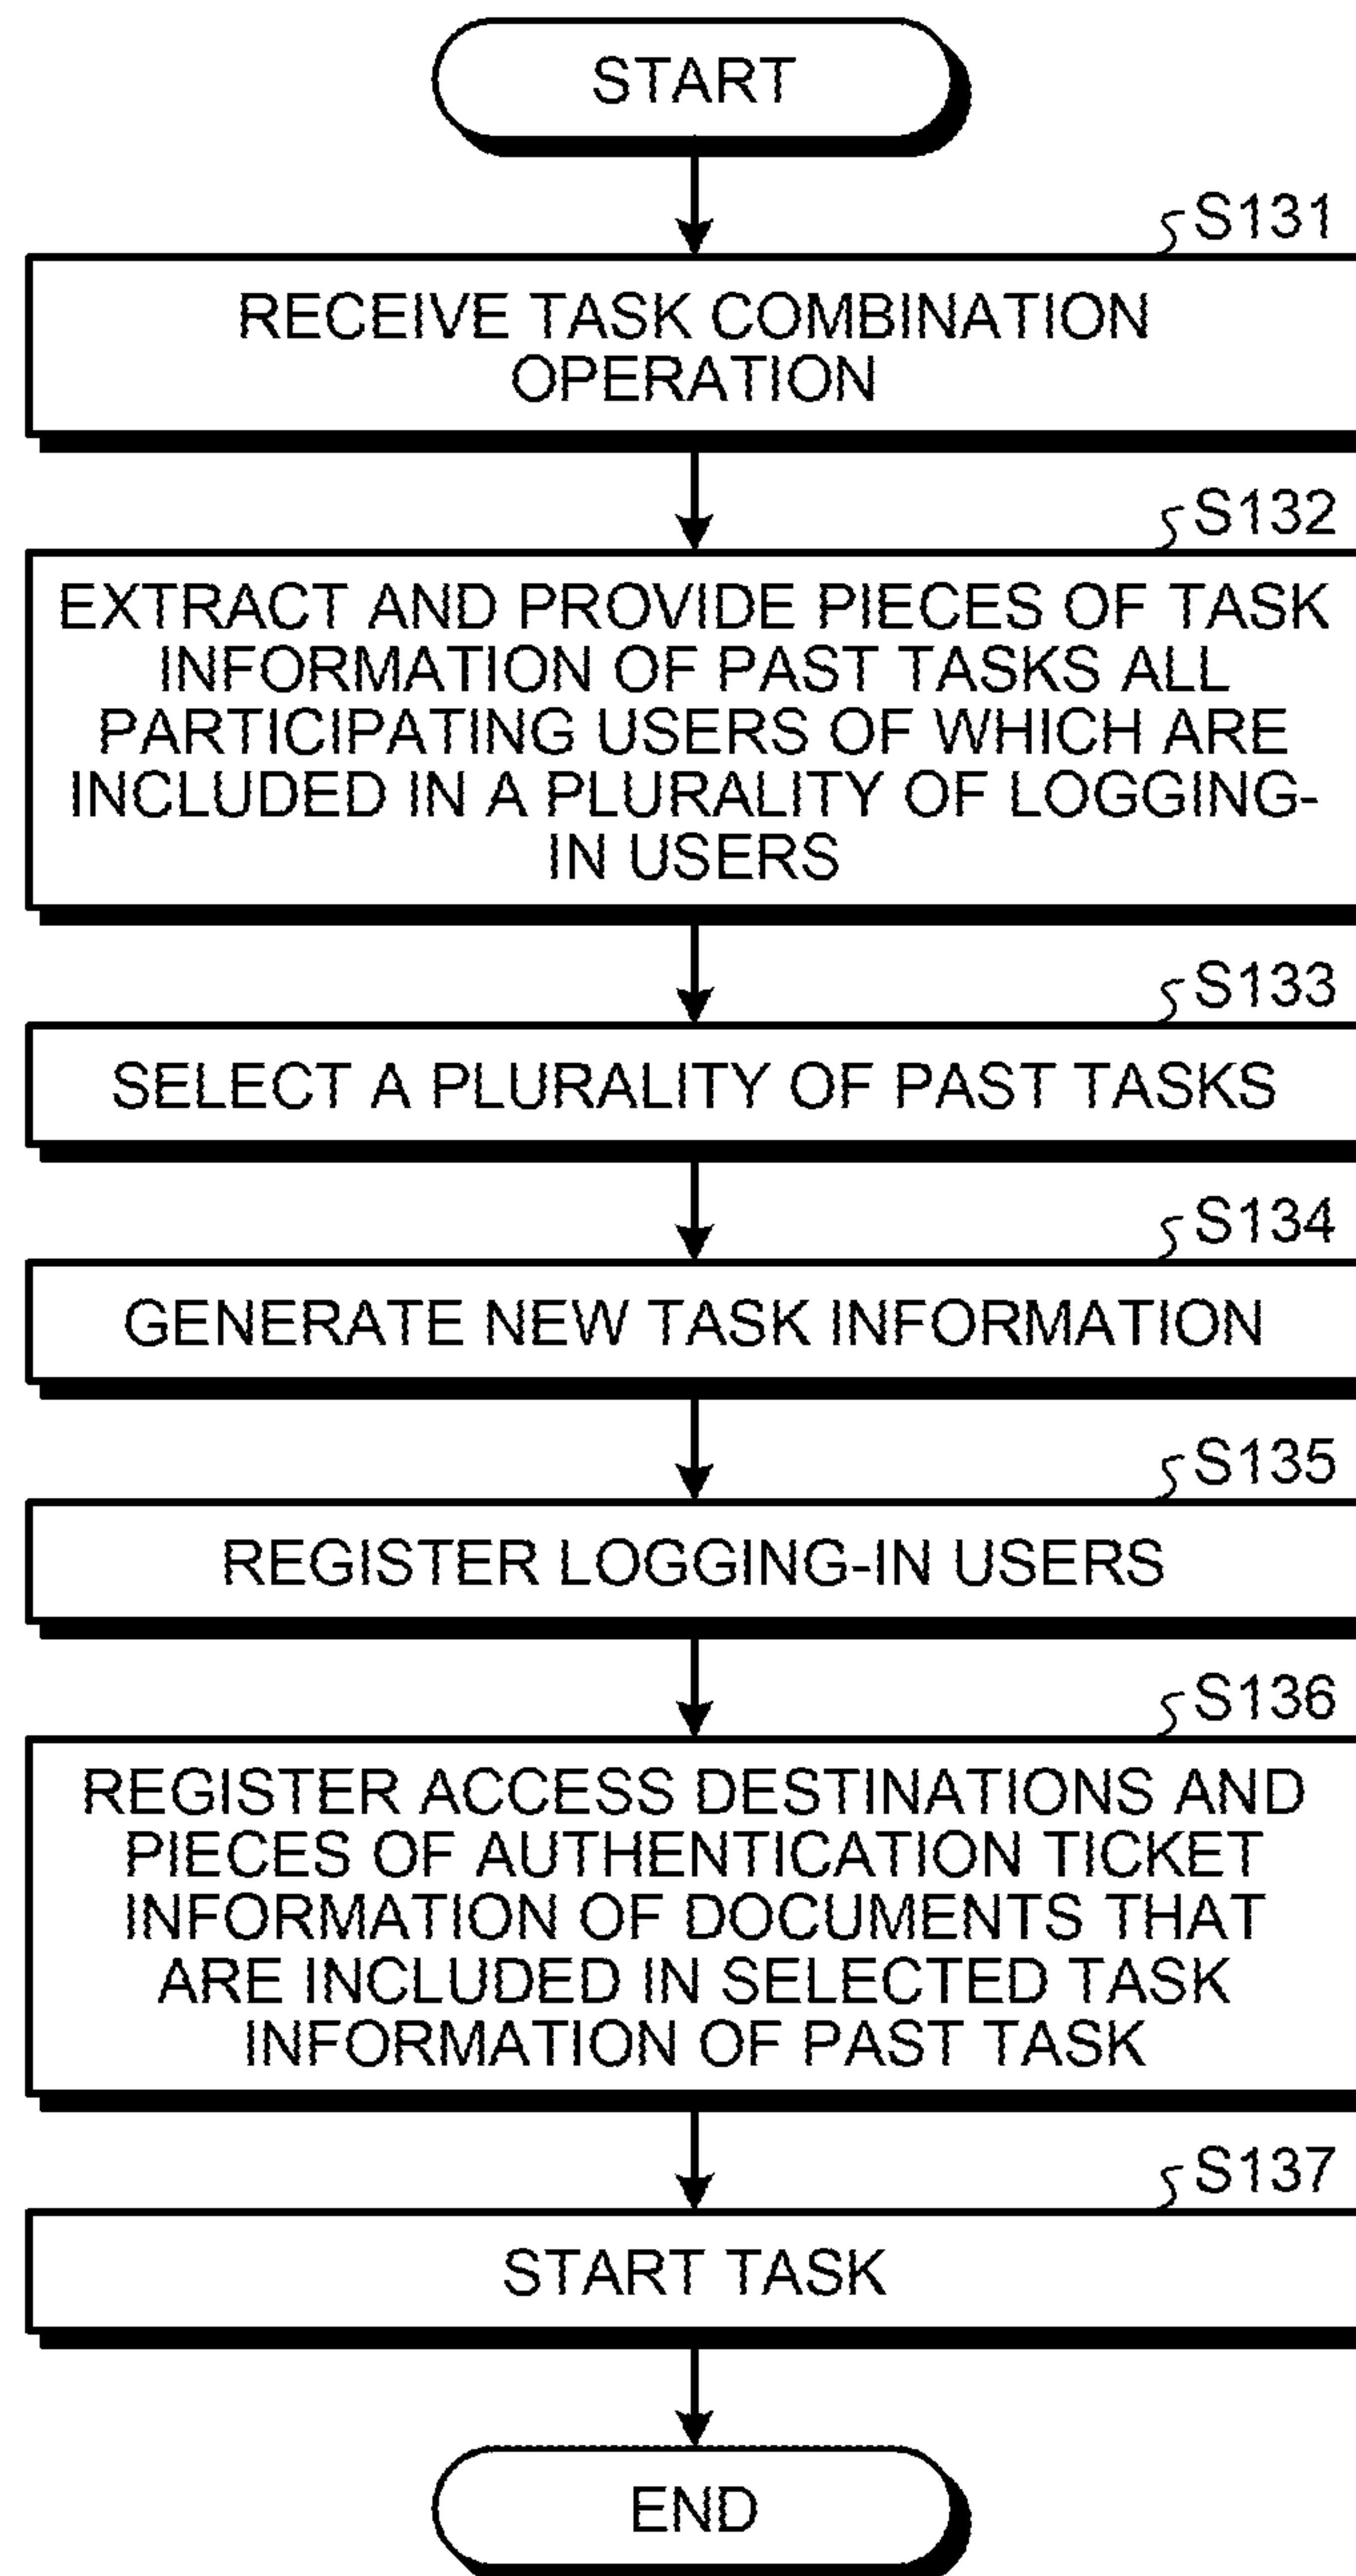 START
S131
RECEIVE TASK COMBINATION
OPERATION
S132
EXTRACT AND PROVIDE PIECES OF TASK
INFORMATION OF PAST TASKS ALL
PARTICIPATING USERS OF WHICH ARE
INCLUDED IN A PLURALITY OF LOGGING-
IN USERS
S133
SELECT A PLURALITY OF PAST TASKS
S134
GENERATE NEW TASK INFORMATION
S135
REGISTER LOGGING-IN USERS
S136
REGISTER ACCESS DESTINATIONS AND
PIECES OF AUTHENTICATION TICKET
INFORMATION OF DOCUMENTS THAT
ARE INCLUDED IN SELECTED TASK
INFORMATION OF PAST TASK
S137
START TASK
END